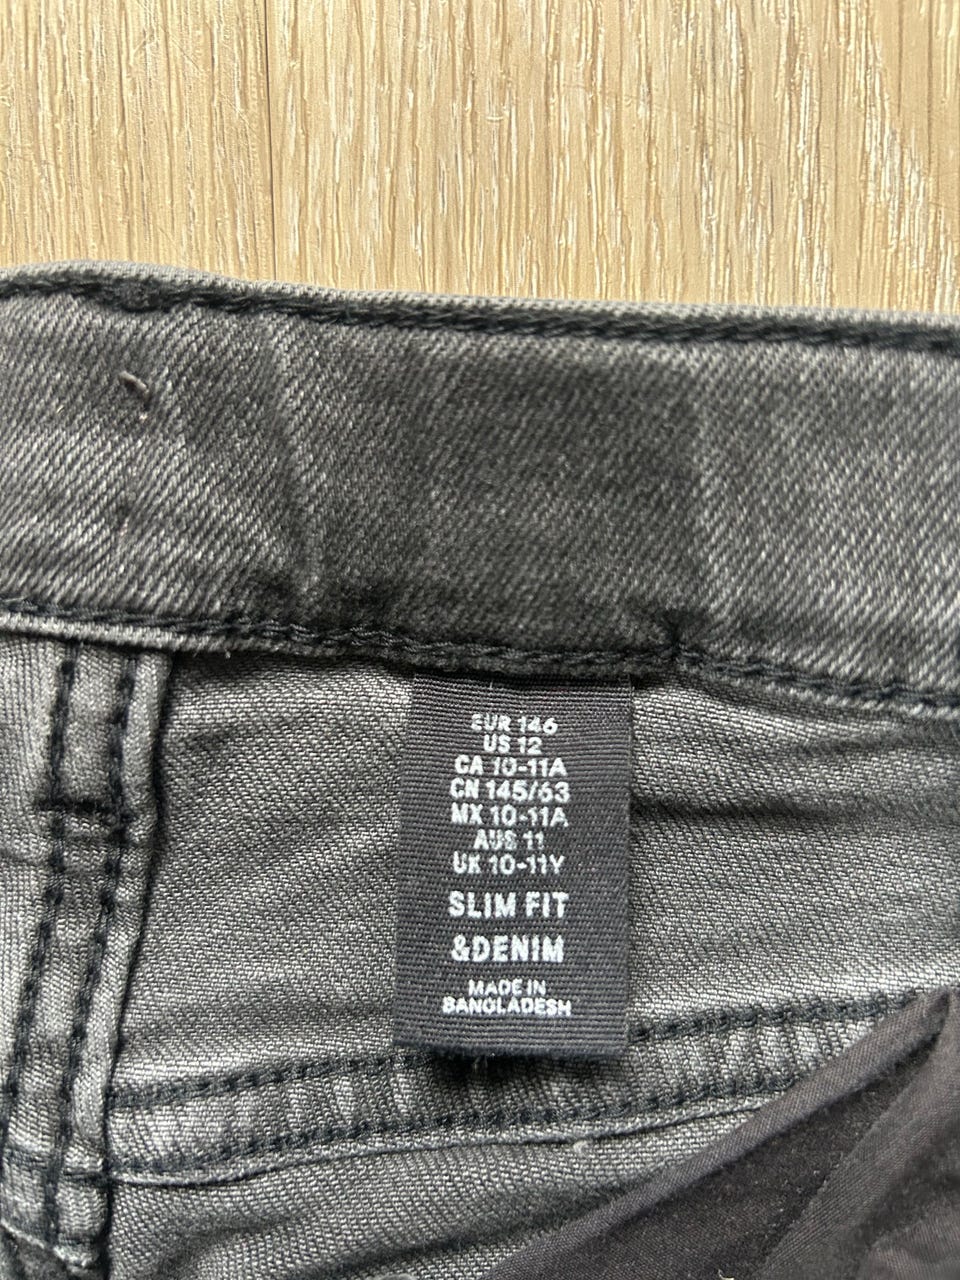 EUR 146
US 12
CA 10-11A
CN 145/63
MX 10-11A
AUS 11
UK 10-11Y
SLIM FIT
&DENIM
MADE IN
BANGLADESH